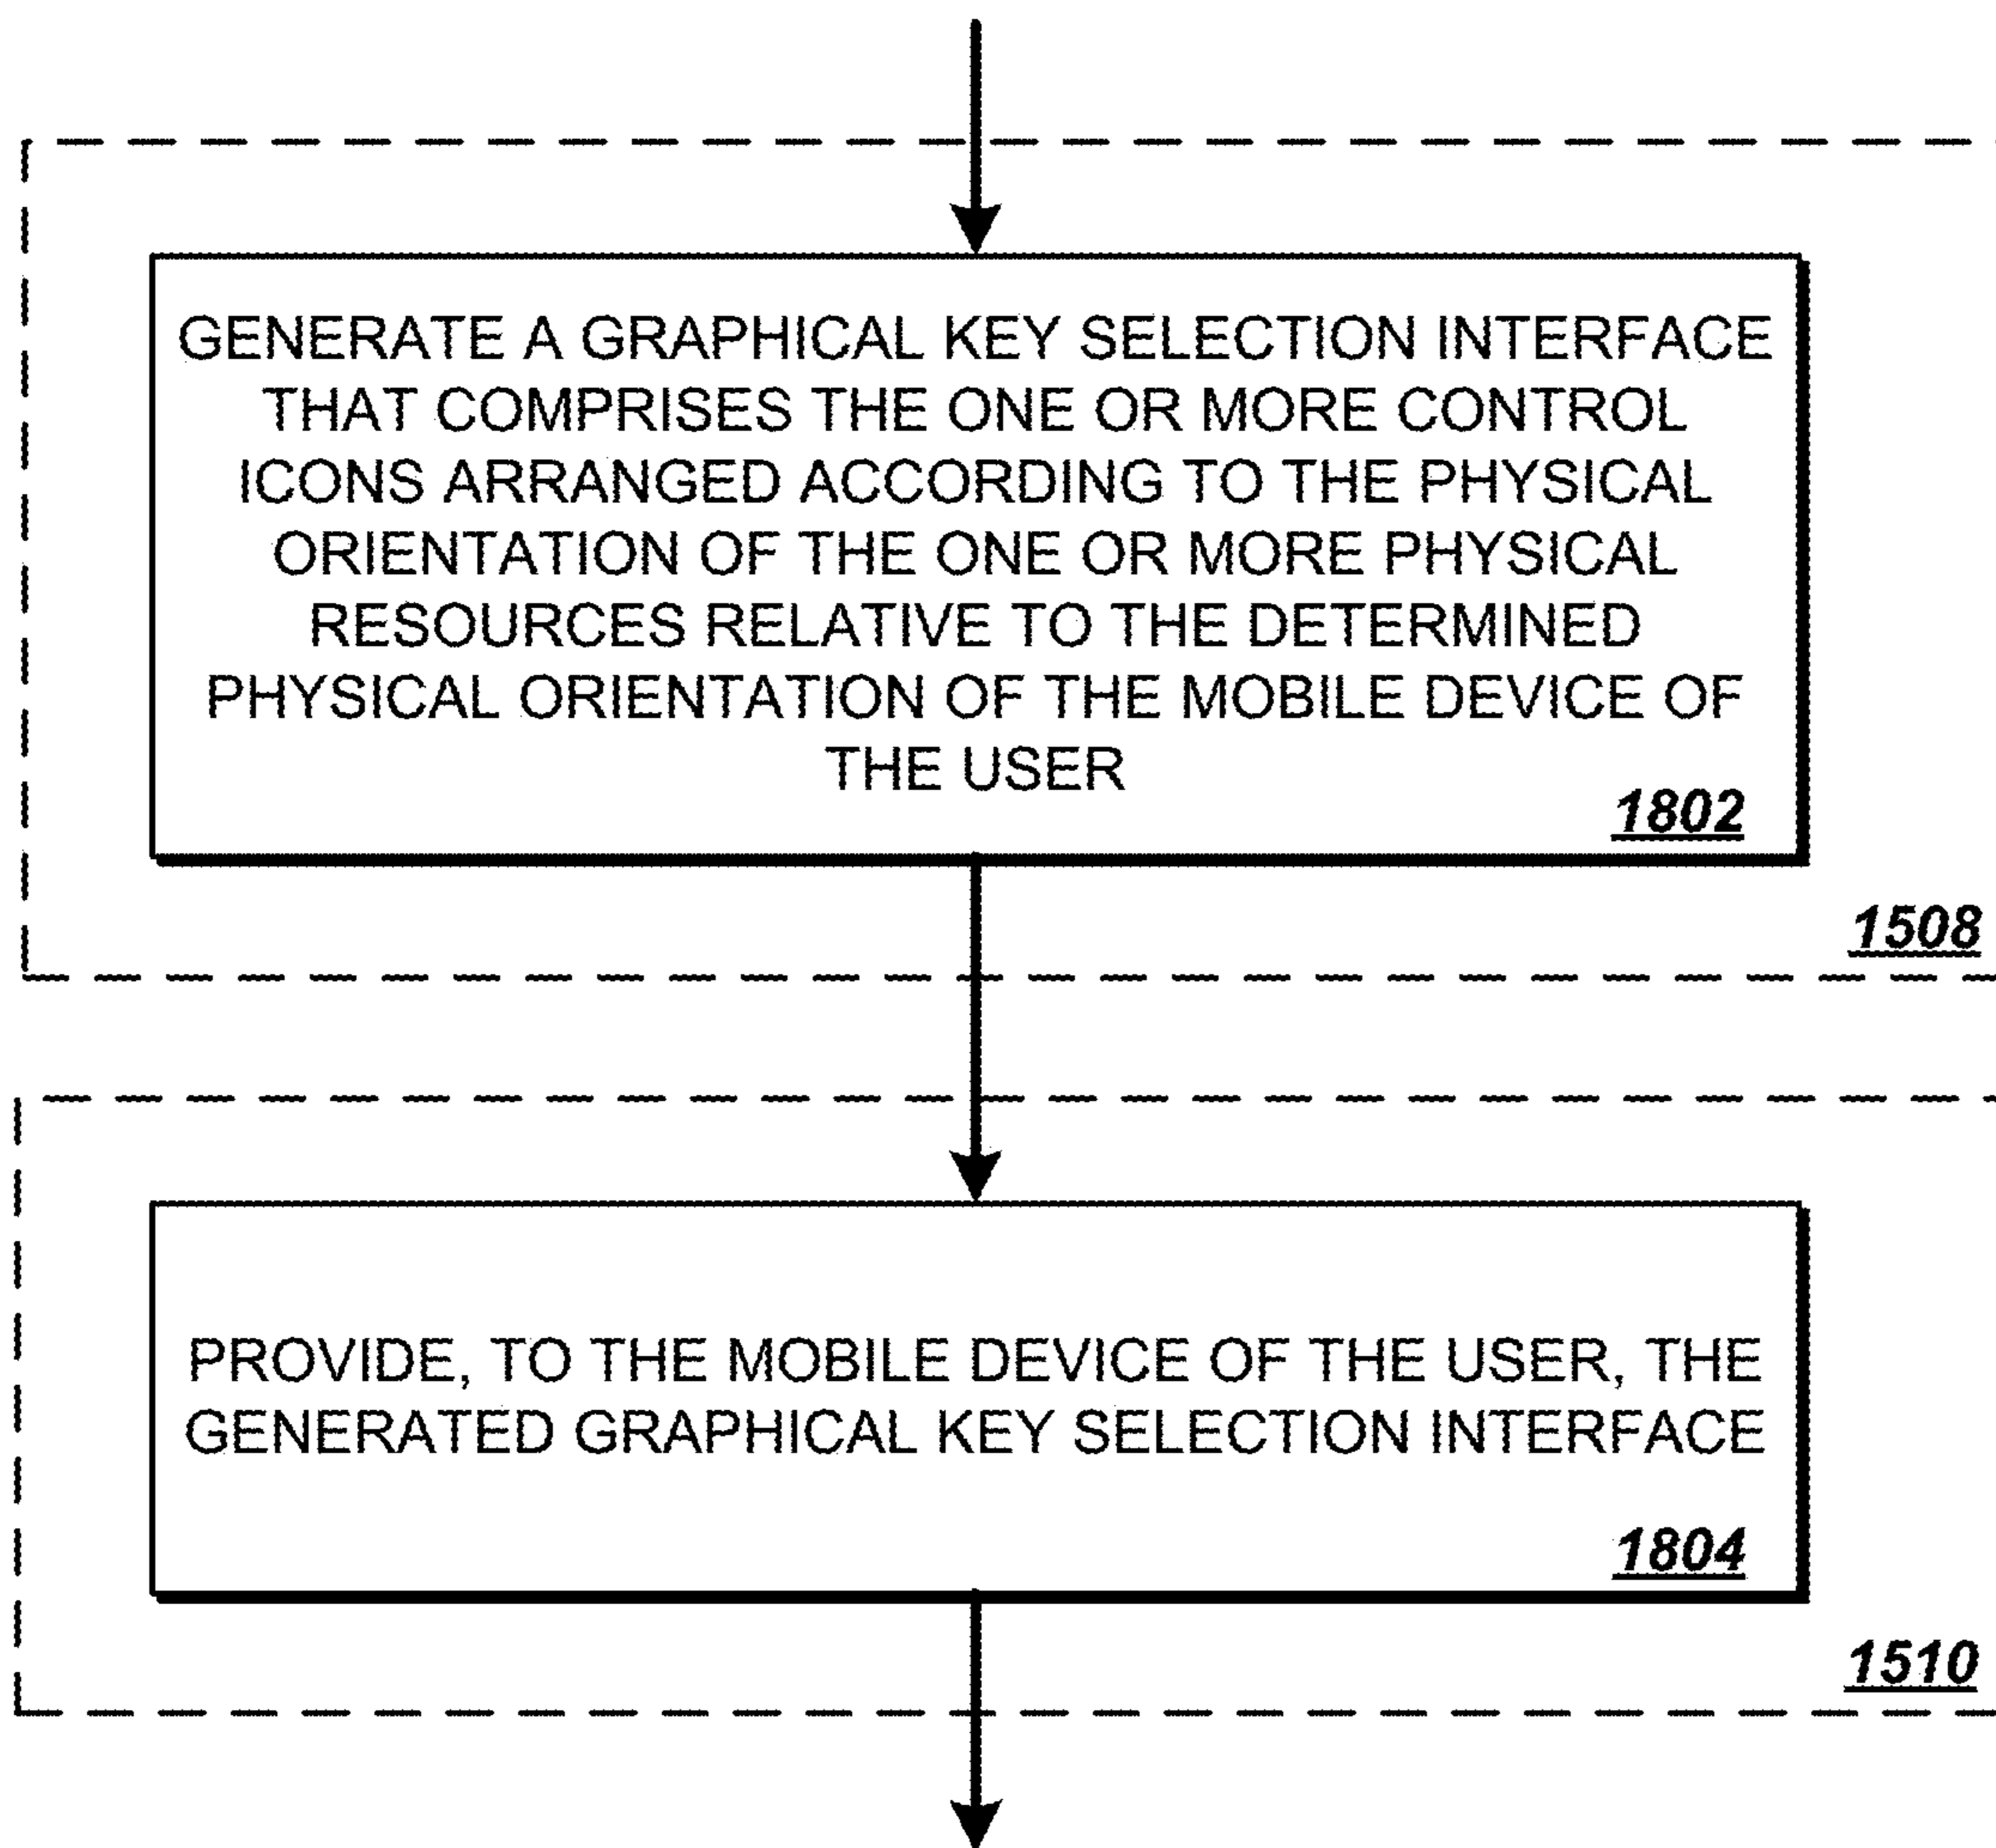 GENERATE A GRAPHICAL KEY SELECTION INTERFACE
THAT COMPRISES THE ONE OR MORE CONTROL
ICONS ARRANGED ACCORDING TO THE PHYSICAL
ORIENTATION OF THE ONE OR MORE PHYSICAL
RESOURCES RELATIVE TO THE DETERMINED
PHYSICAL ORIENTATION OF THE MOBILE DEVICE OF
THE USER
1802
1508
PROVIDE, TO THE MOBILE DEVICE OF THE USER, THE
GENERATED GRAPHICAL KEY SELECTION INTERFACE
1804
1510